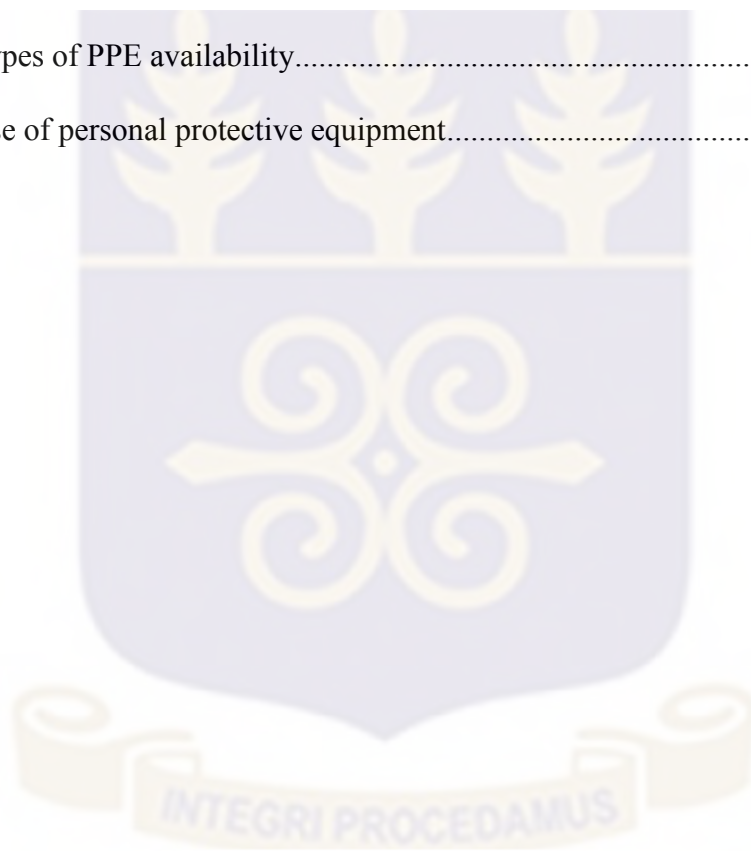 ypes of PPE availability..........................................................
e of personal protective equipment.......................................
INTEGRI PROCEDAMUS